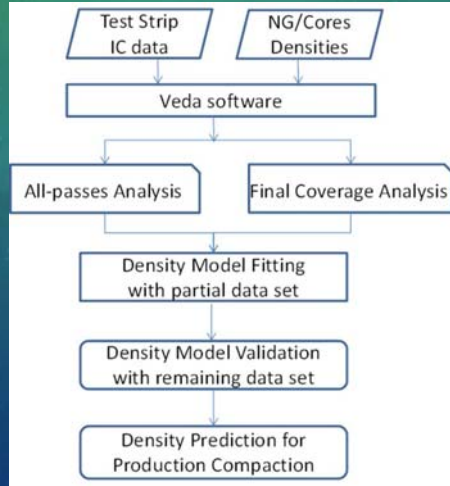 Test Strip
IC data
NG/Cores
Densities
Veda software
All-passes Analysis
Final Coverage Analysis
Density Model Fitting
with partial data set
Density Model Validation
with remaining data set
Density Prediction for
Production Compaction